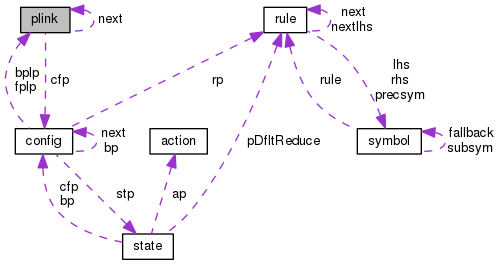 plink
next
rule
next
nextlhs
bplp
fplp
cfp
rp
rule
lhs
rhs
precsym
config
next
bp
action
pDfltReduce
symbol
fallback
subsym
cfp
bp
stp
ap
state